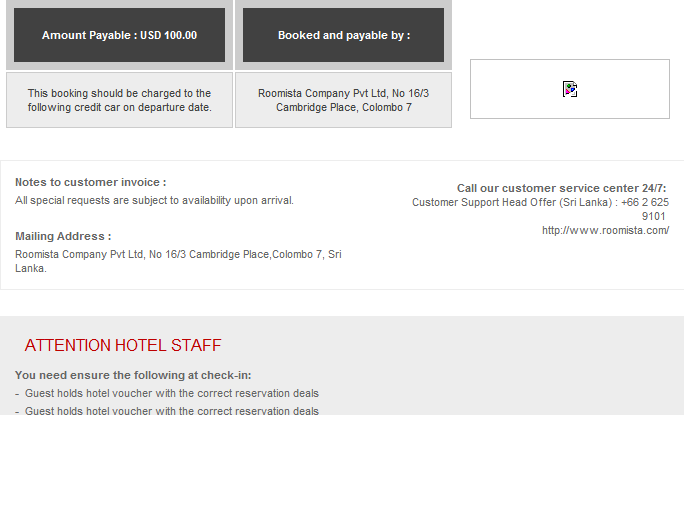 Amount Payable : USD 100.00
Booked and payable by :
This booking should be charged to the
following credit car on departure date.
Roomista Company Pvt Ltd, No 16/3
Cambridge Place, Colombo 7
Notes to customer invoice :
All special requests are subject to availability upon arrival.
Mailing Address :
Roomista Company Pvt Ltd, No 16/3 Cambridge Place,Colombo 7, Sri
Lanka.
Call our customer service center 24/7:
Customer Support Head Offer (Sri Lanka) : +66 2 625
9101
http://www.roomista.com/
ATTENTION HOTEL STAFF
You need ensure the following at check-in:
- Guest holds hotel voucher with the correct reservation deals
- Guest holds hotel voucher with the correct reservation deals